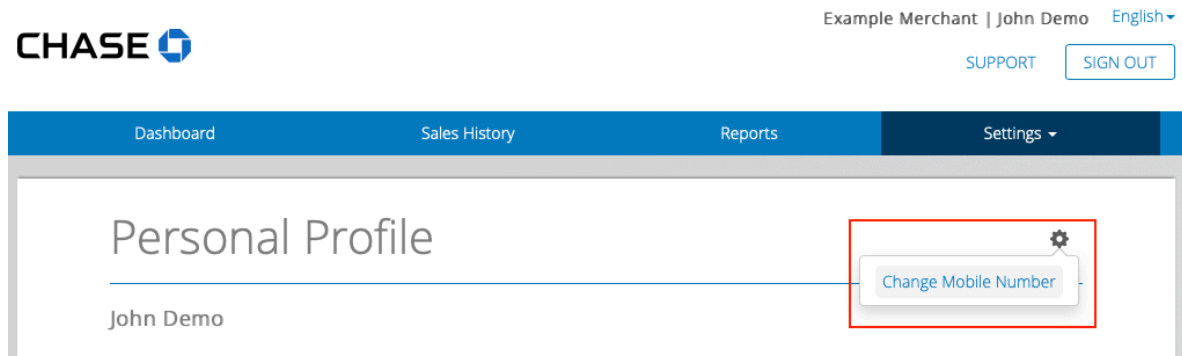 Example Merchant | John Demo English
CHASE
SUPPORT SIGN OUT
Dashboard Sales History Reports Settings
Personal Profile
Change Mobile Number
John Demo